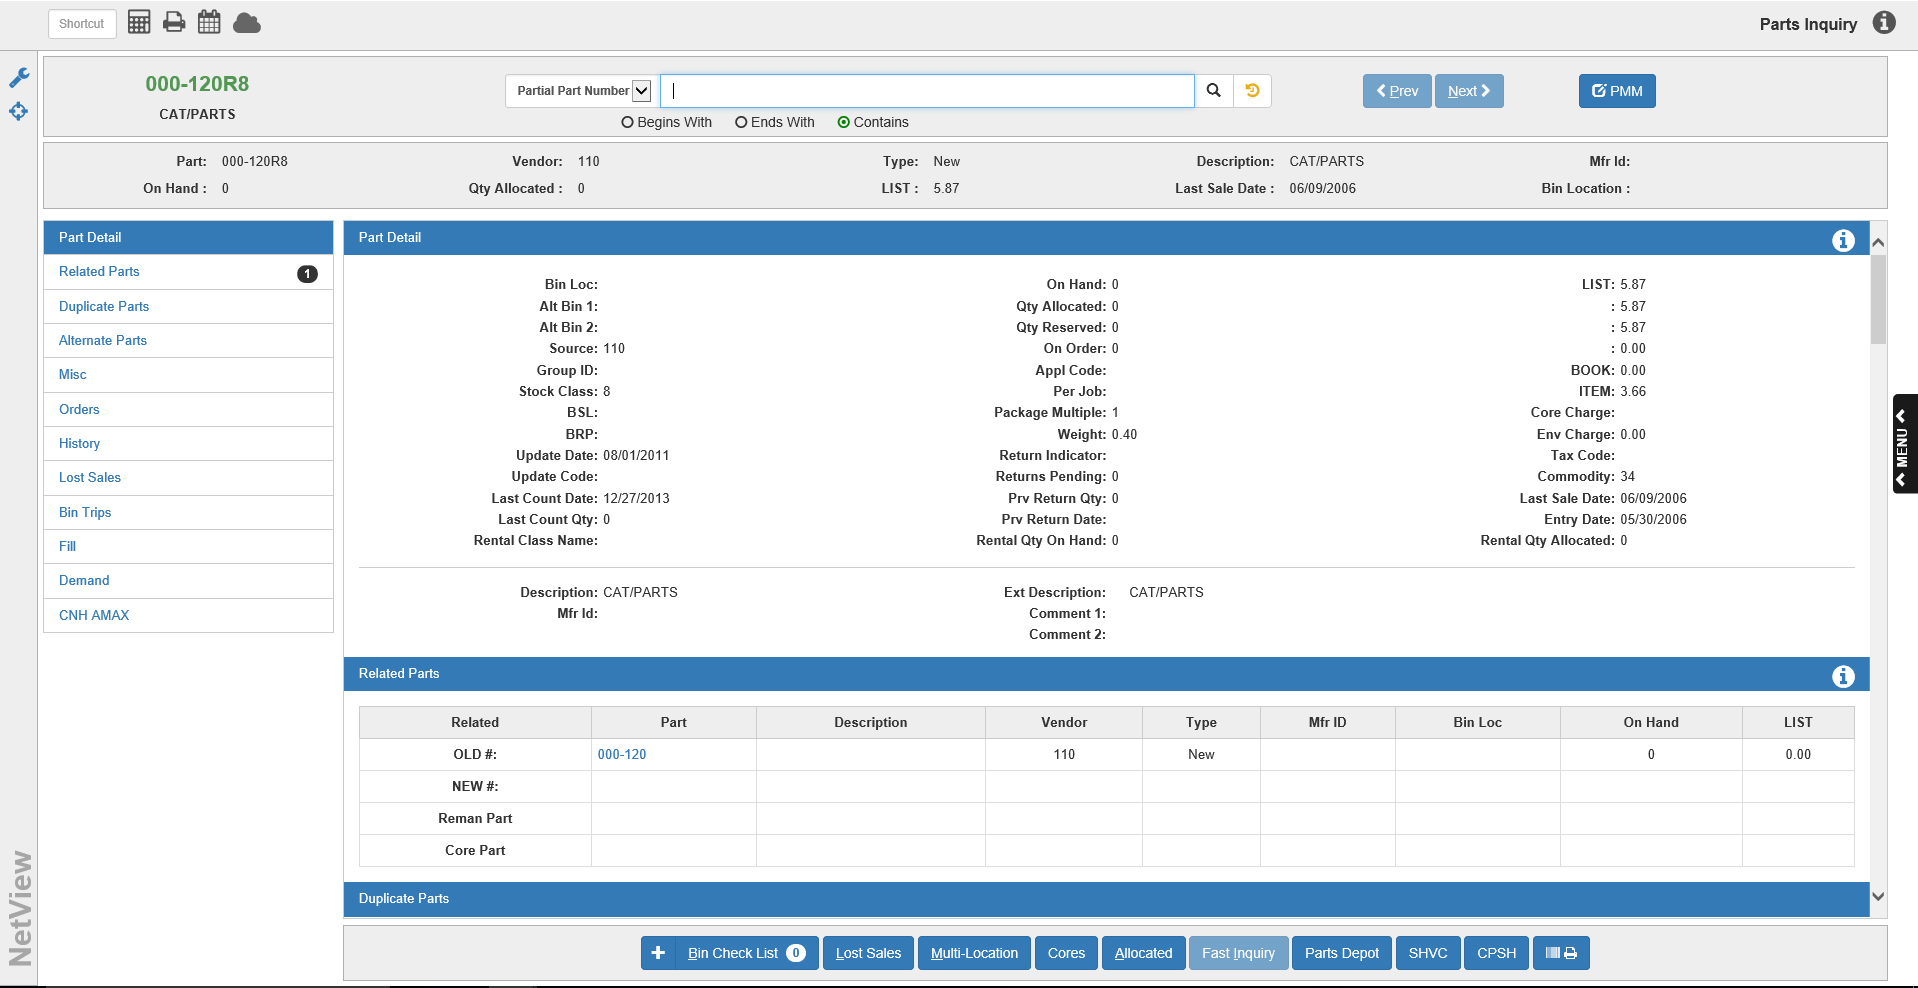 Shortcut
Parts Inquiry
000-120R8
CAT/PARTS
Partial Part Number
Begins With Ends With Contains
Prev Next PMM
Part: 000-120R8 Vendor: 110 Type: New Description: CAT/PARTS Mfr Id:
On Hand : 0 Qty Allocated : 0 LIST : 5.87 Last Sale Date : 06/09/2006 Bin Location :
Part Detail
Related Parts 1
Duplicate Parts
Alternate Parts
Misc
Orders
History
Lost Sales
Bin Trips
Fill
Demand
CNH AMAX
Part Detail
Bin Loc: On Hand: 0 LIST: 5.87
Alt Bin 1: Qty Allocated: 0 : 5.87
Alt Bin 2: Qty Reserved: 0 : 5.87
Source: 110 On Order: 0 : 0.00
Group ID: Appl Code: BOOK: 0.00
Stock Class: 8 Per Job: ITEM: 3.66
BSL: Package Multiple: 1 Core Charge:
BRP: Weight: 0.40 Env Charge: 0.00
Update Date: 08/01/2011 Return Indicator: Tax Code:
Update Code: Returns Pending: 0 Commodity: 34
Last Count Date: 12/27/2013 Prv Return Qty: 0 Last Sale Date: 06/09/2006
Last Count Qty: 0 Prv Return Date: Entry Date: 05/30/2006
Rental Class Name: Rental Qty On Hand: 0 Rental Qty Allocated: 0
Description: CAT/PARTS Ext Description: CAT/PARTS
Mfr Id: Comment 1:
Comment 2:
Related Parts
Related Part Description Vendor Type Mfr ID Bin Loc On Hand LIST
OLD #: 000-120 110 New 0 0.00
NEW #:
Reman Part
Core Part
Duplicate Parts
Bin Check List 0 Lost Sales Multi-Location Cores Allocated Fast Inquiry Parts Depot SHVC CPSH
MENU
NetView